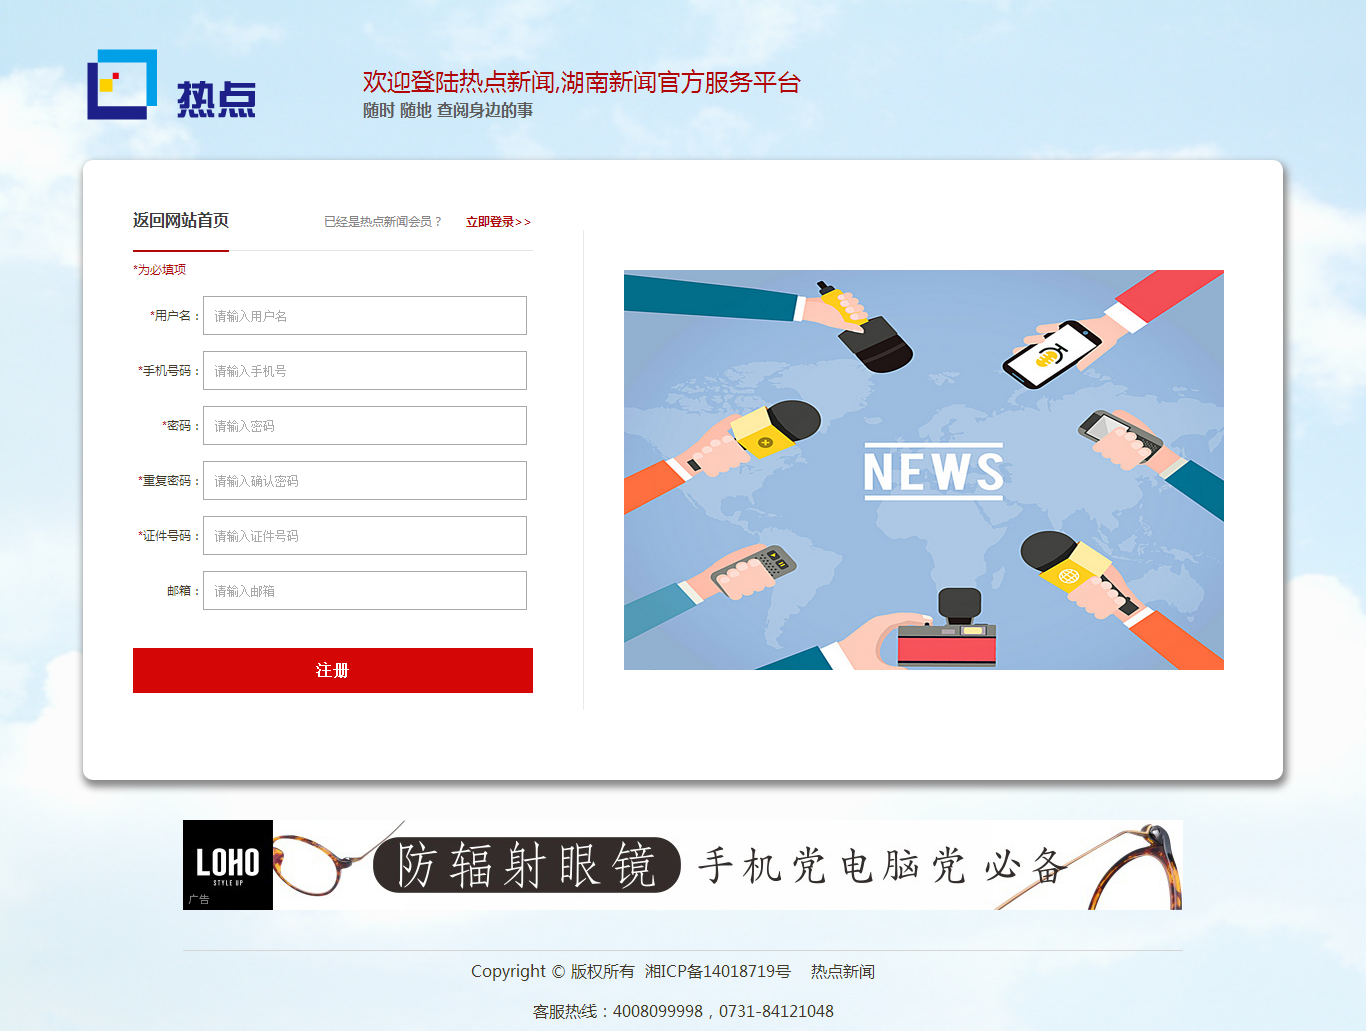 热点
欢迎登陆热点新闻,湖南新闻官方服务平台
随时 随地 查阅身边的事
返回网站首页
已经是热点新闻会员？ 立即登录>>
*为必填项
*用户名： 请输入用户名
*手机号码： 请输入手机号
*密码： 请输入密码
*重复密码： 请输入确认密码
*证件号码： 请输入证件号码
邮箱： 请输入邮箱
注册
NEWS
LOHO
STYLE UP
广告
防辐射眼镜 手机党电脑党必备
Copyright © 版权所有 湘ICP备14018719号 热点新闻
客服热线：4008099998，0731-84121048